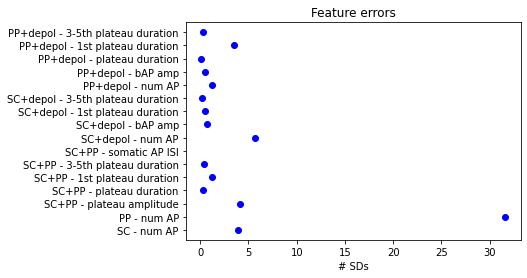 Feature errors
PP+depol - 3-5th plateau duration
PP+depol - 1st plateau duration
PP+depol - plateau duration
PP+depol - bAP amp
PP+depol - num AP
SC+depol - 3-5th plateau duration
SC+depol - 1st plateau duration
SC+depol - bAP amp
SC+depol - num AP
SC+PP - somatic AP ISI
SC+PP - 3-5th plateau duration
SC+PP - 1st plateau duration
SC+PP - plateau duration
SC+PP - plateau amplitude
PP - num AP
SC - num AP
0 5 10 15 20 25 30
# SDs